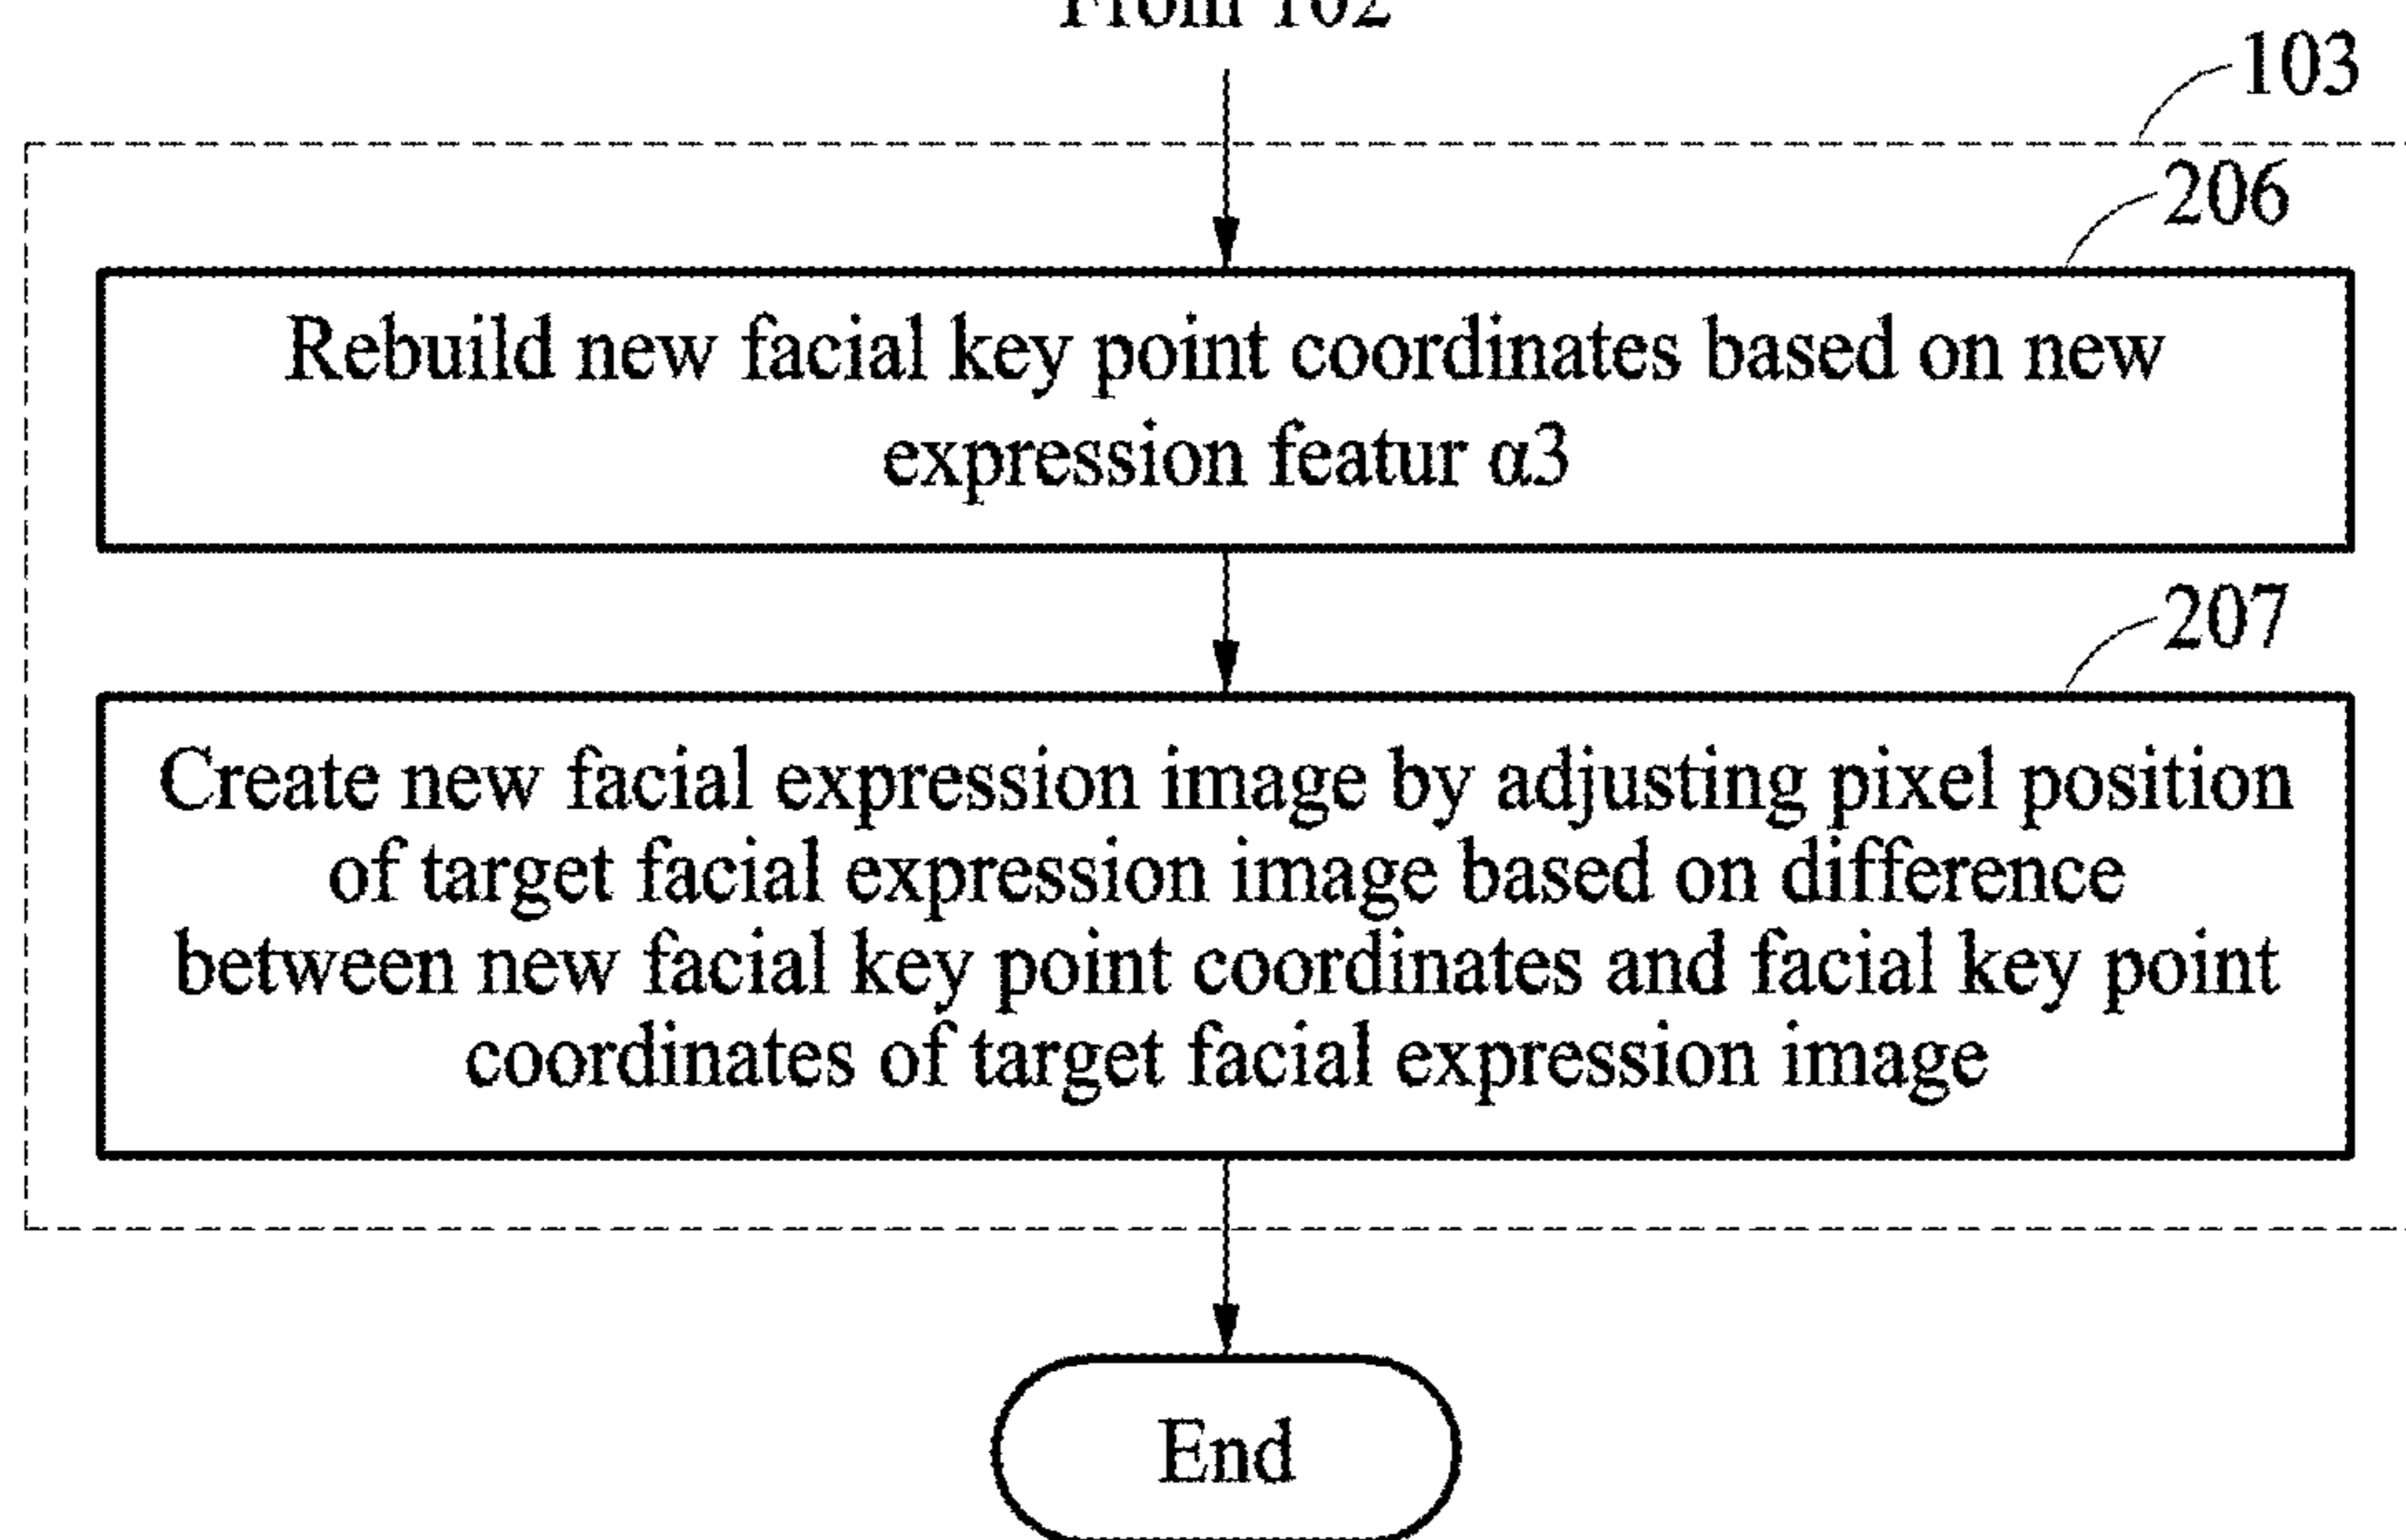 From 102
103
206
Rebuild new facial key point coordinates based on new
expression featur α3
207
Create new facial expression image by adjusting pixel position
of target facial expression image based on difference
between new facial key point coordinates and facial key point
coordinates of target facial expression image
End